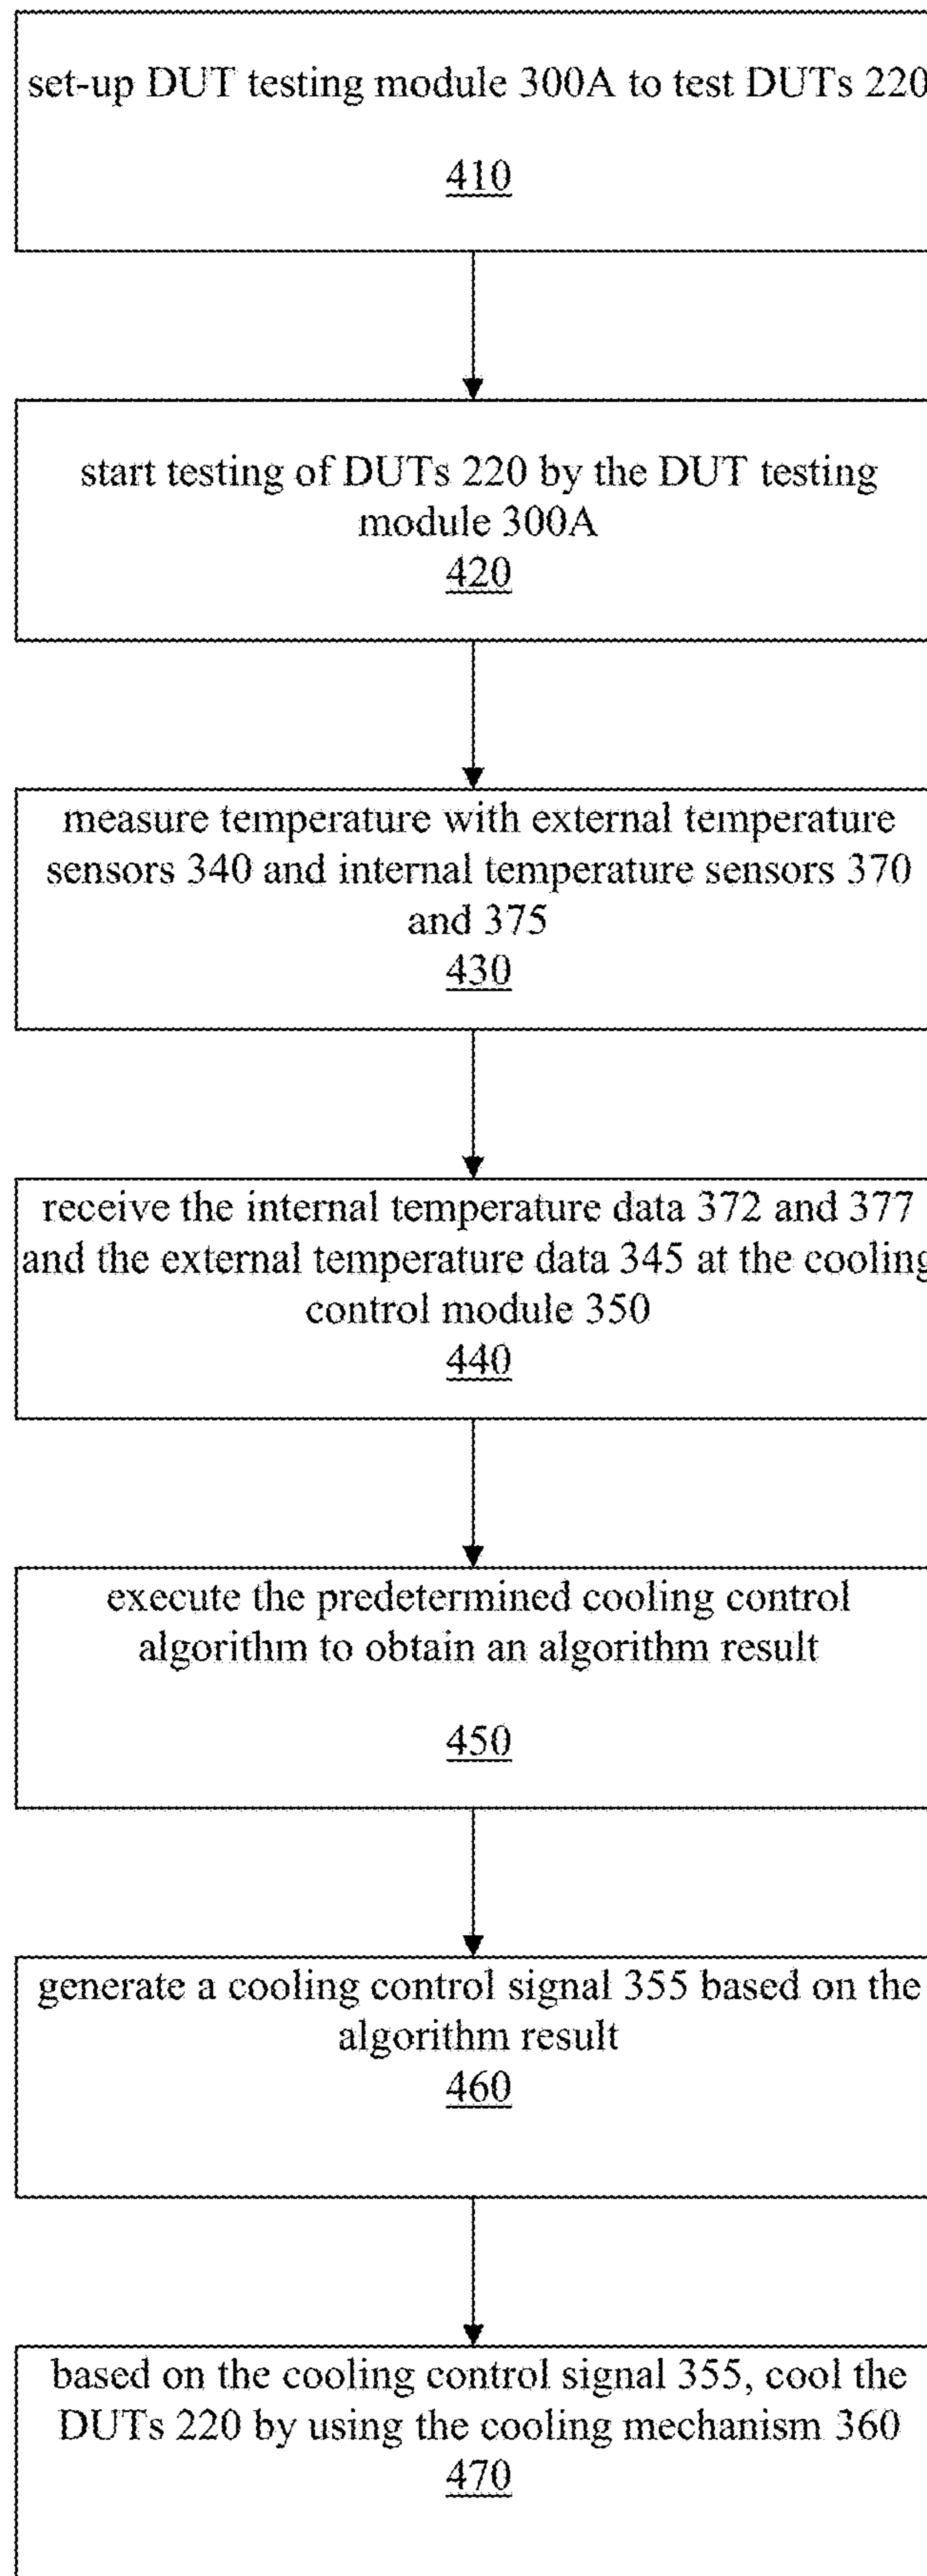 set-up DUT testing module 300A to test DUTs 220
410
start testing of DUTs 220 by the DUT testing
module 300A
420
measure temperature with external temperature
sensors 340 and internal temperature sensors 370
and 375
430
receive the internal temperature data 372 and 377
and the external temperature data 345 at the cooling
control module 350
440
execute the predetermined cooling control
algorithm to obtain an algorithm result
450
generate a cooling control signal 355 based on the
algorithm result
460
based on the cooling control signal 355, cool the
DUTs 220 by using the cooling mechanism 360
470